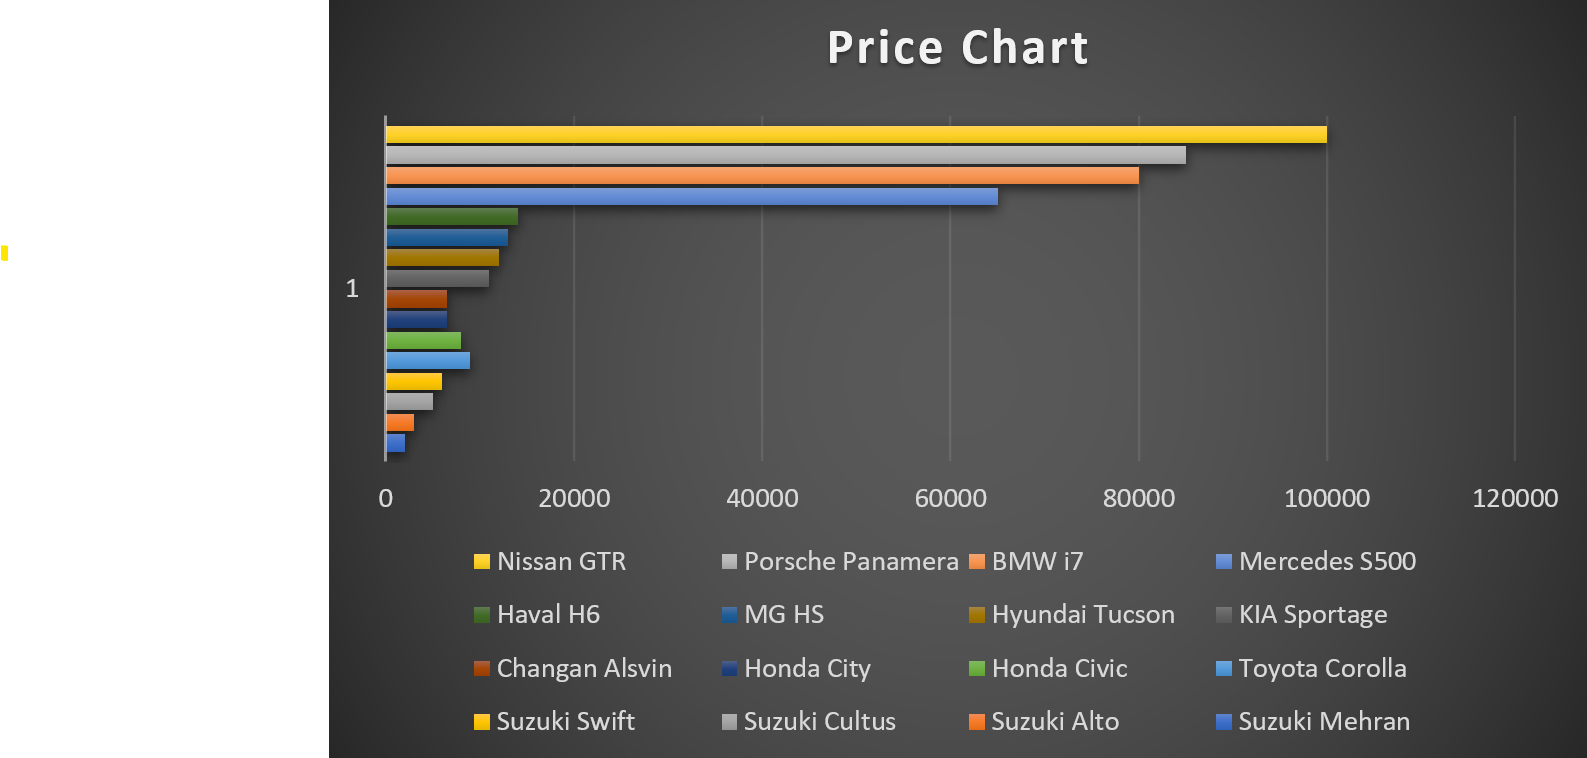 Price Chart
1
0 20000 40000 60000 80000 100000 120000
Nissan GTR Porsche Panamera BMW i7 Mercedes S500
Haval H6 MG HS Hyundai Tucson KIA Sportage
Changan Alsvin Honda City Honda Civic Toyota Corolla
Suzuki Swift Suzuki Cultus Suzuki Alto Suzuki Mehran